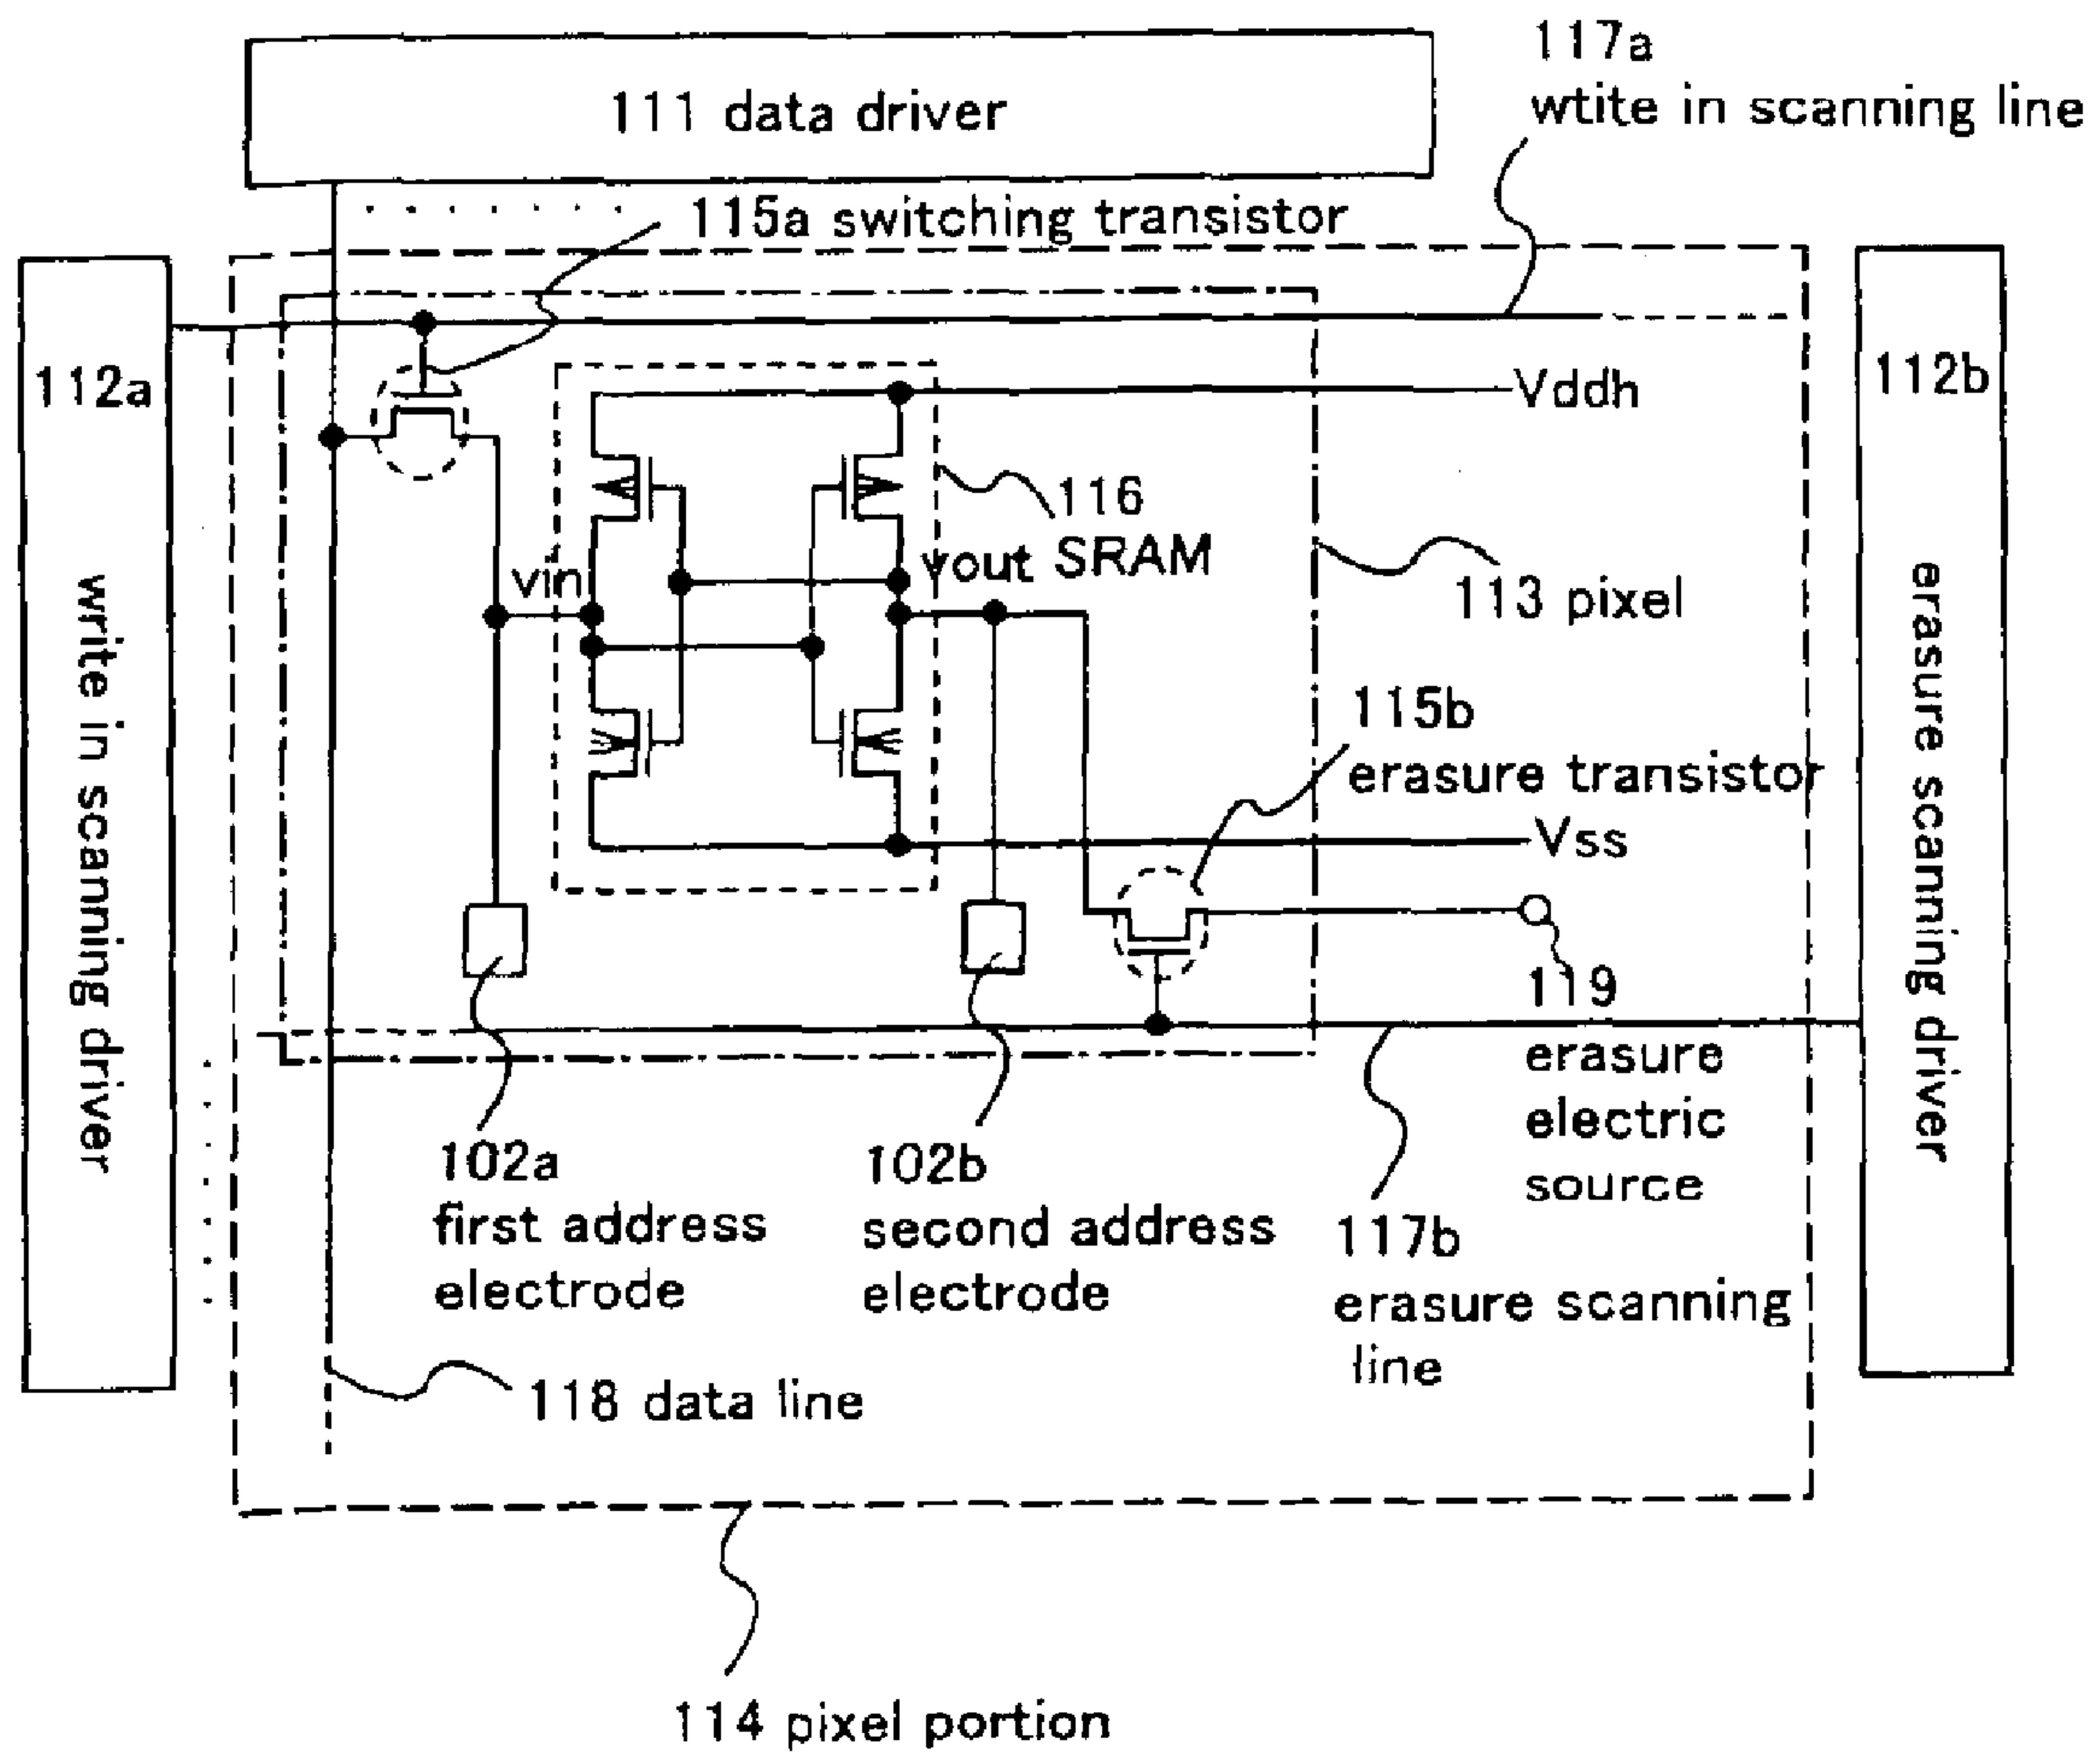 111 data driver
117a
wtite in scanning line
115a switching transistor
112a
write in scanning driver
112b
erasure scanning driver
Vddh
116
SRAM
vin
vout
113 pixel
115b
erasure transistor
Vss
119
erasure
electric
source
102a
first address
electrode
102b
second address
electrode
117b
erasure scanning
line
118 data line
114 pixel portion